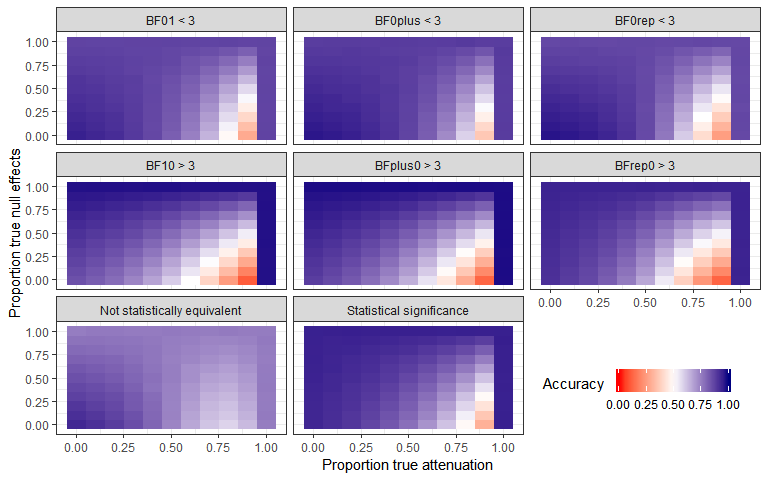 BF01 < 3
BF0plus < 3
BF0rep < 3
1.00
0.75
0.50
0.25
0.00
BF10 > 3
BFplus0 > 3
BFrep0 > 3
1.00
0.75
0.50
0.25
0.00
0.00 0.25 0.50 0.75 1.00
Not statistically equivalent
Statistical significance
1.00
0.75
0.50
0.25
0.00
0.00 0.25 0.50 0.75 1.00
0.00 0.25 0.50 0.75 1.00
Proportion true null effects
Proportion true attenuation
Accuracy
0.00 0.25 0.50 0.75 1.00